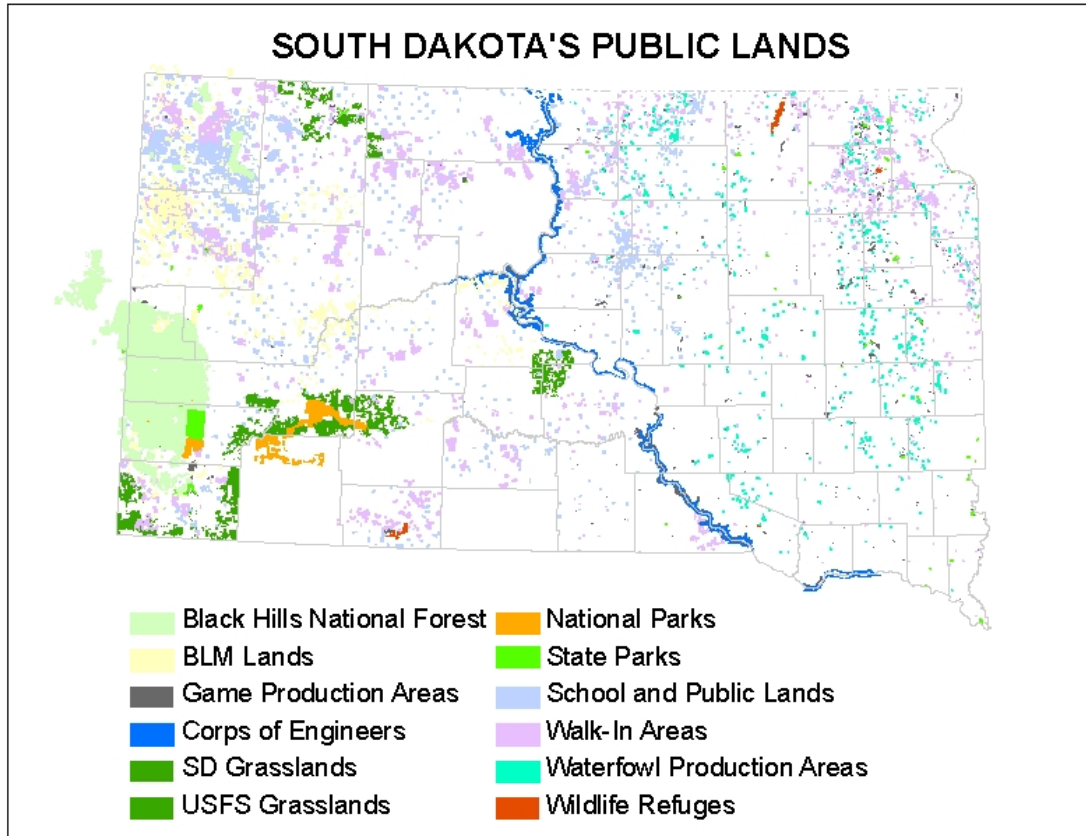 SOUTH DAKOTA'S PUBLIC LANDS
Black Hills National Forest
BLM Lands
Game Production Areas
Corps of Engineers
SD Grasslands
USFS Grasslands
National Parks
State Parks
School and Public Lands
Walk-In Areas
Waterfowl Production Areas
Wildlife Refuges